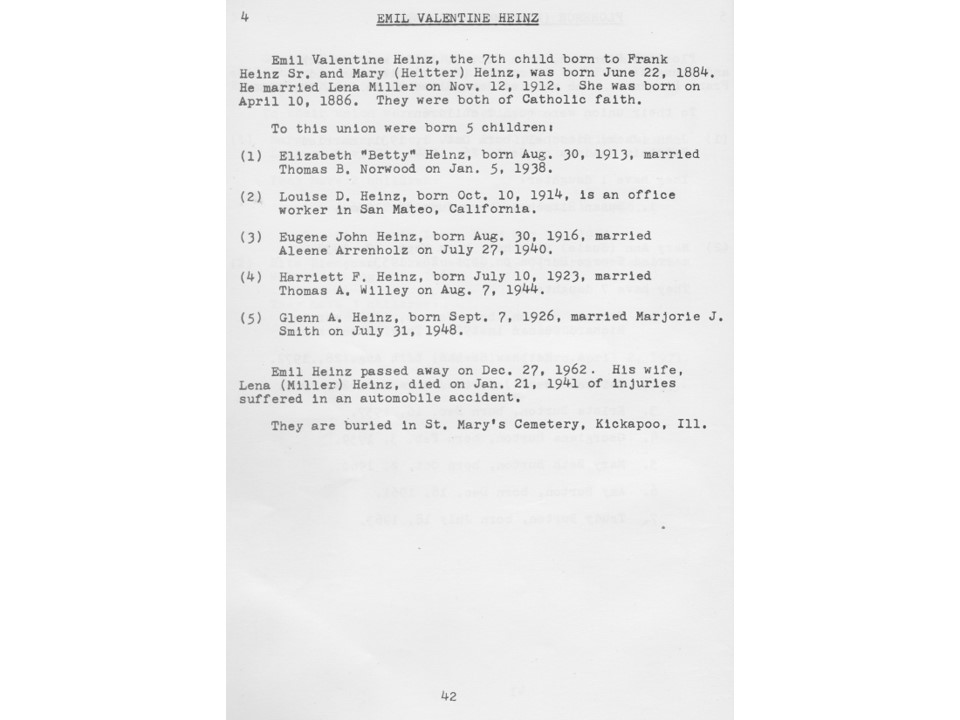 4 EMIL VALENTINE HEINZ
Emil Valentine Heinz, the 7th child born to Frank
Heinz Sr. and Mary (Heitter) Heinz, was born June 22, 1884.
He married Lena Miller on Nov. 12, 1912. She was born on
April 10, 1886. They were both of Catholic faith.
To this union were born 5 children:
(1) Elizabeth "Betty" Heinz, born Aug. 30, 1913, married
Thomas B. Norwood on Jan. 5, 1938.
(2) Louise D. Heinz, born Oct. 10, 1914, is an office
worker in San Mateo, California.
(3) Eugene John Heinz, born Aug. 30, 1916, married
Aleene Arrenholz on July 27, 1940.
(4) Harriett F. Heinz, born July 10, 1923, married
Thomas A. Willey on Aug. 7, 1944.
(5) Glenn A. Heinz, born Sept. 7, 1926, married Marjorie J.
Smith on July 31, 1948.
Emil Heinz passed away on Dec. 27, 1962. His wife,
Lena (Miller) Heinz, died on Jan. 21, 1941 of injuries
suffered in an automobile accident.
They are buried in St. Mary's Cemetery, Kickapoo, Ill.
42